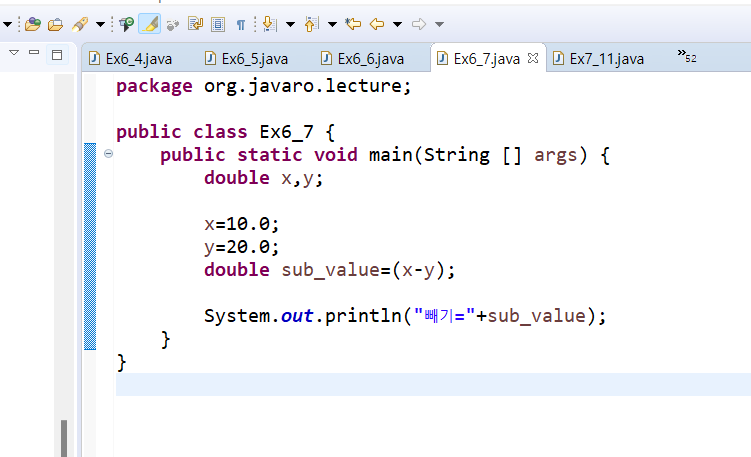 Ex6_4.java Ex6_5.java Ex6_6.java Ex6_7.java Ex7_11.java »52
package org.javaro.lecture;
public class Ex6_7 {
public static void main(String [] args) {
double x,y;
x=10.0;
y=20.0;
double sub_value=(x-y);
System.out.println("빼기="+sub_value);
}
}